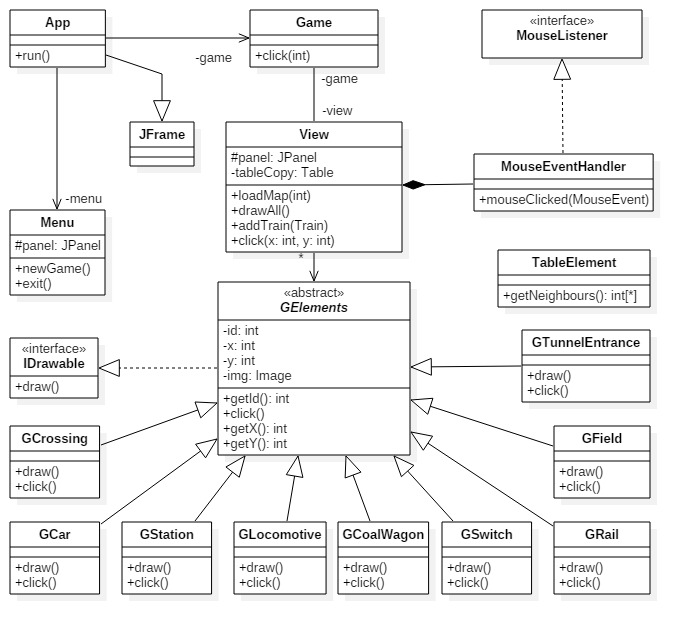 App
+run()
-game
Game
+click(int)
-game
-view
«interface»
MouseListener
JFrame
View
#panel: JPanel
-tableCopy: Table
+loadMap(int)
+drawAll()
+addTrain(Train)
+click(x: int, y: int)
*
MouseEventHandler
+mouseClicked(MouseEvent)
-menu
Menu
#panel: JPanel
+newGame()
+exit()
TableElement
+getNeighbours(): int[*]
«abstract»
GElements
-id: int
-x: int
-y: int
-img: Image
+getId(): int
+click()
+getX(): int
+getY(): int
«interface»
IDrawable
+draw()
GTunnelEntrance
+draw()
+click()
GCrossing
+draw()
+click()
GField
+draw()
+click()
GCar
+draw()
+click()
GStation
+draw()
+click()
GLocomotive
+draw()
+click()
GCoalWagon
+draw()
+click()
GSwitch
+draw()
+click()
GRail
+draw()
+click()